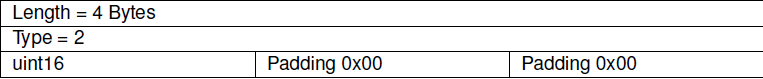 Length = 4 Bytes
Type = 2
uint16 Padding 0x00 Padding 0x00